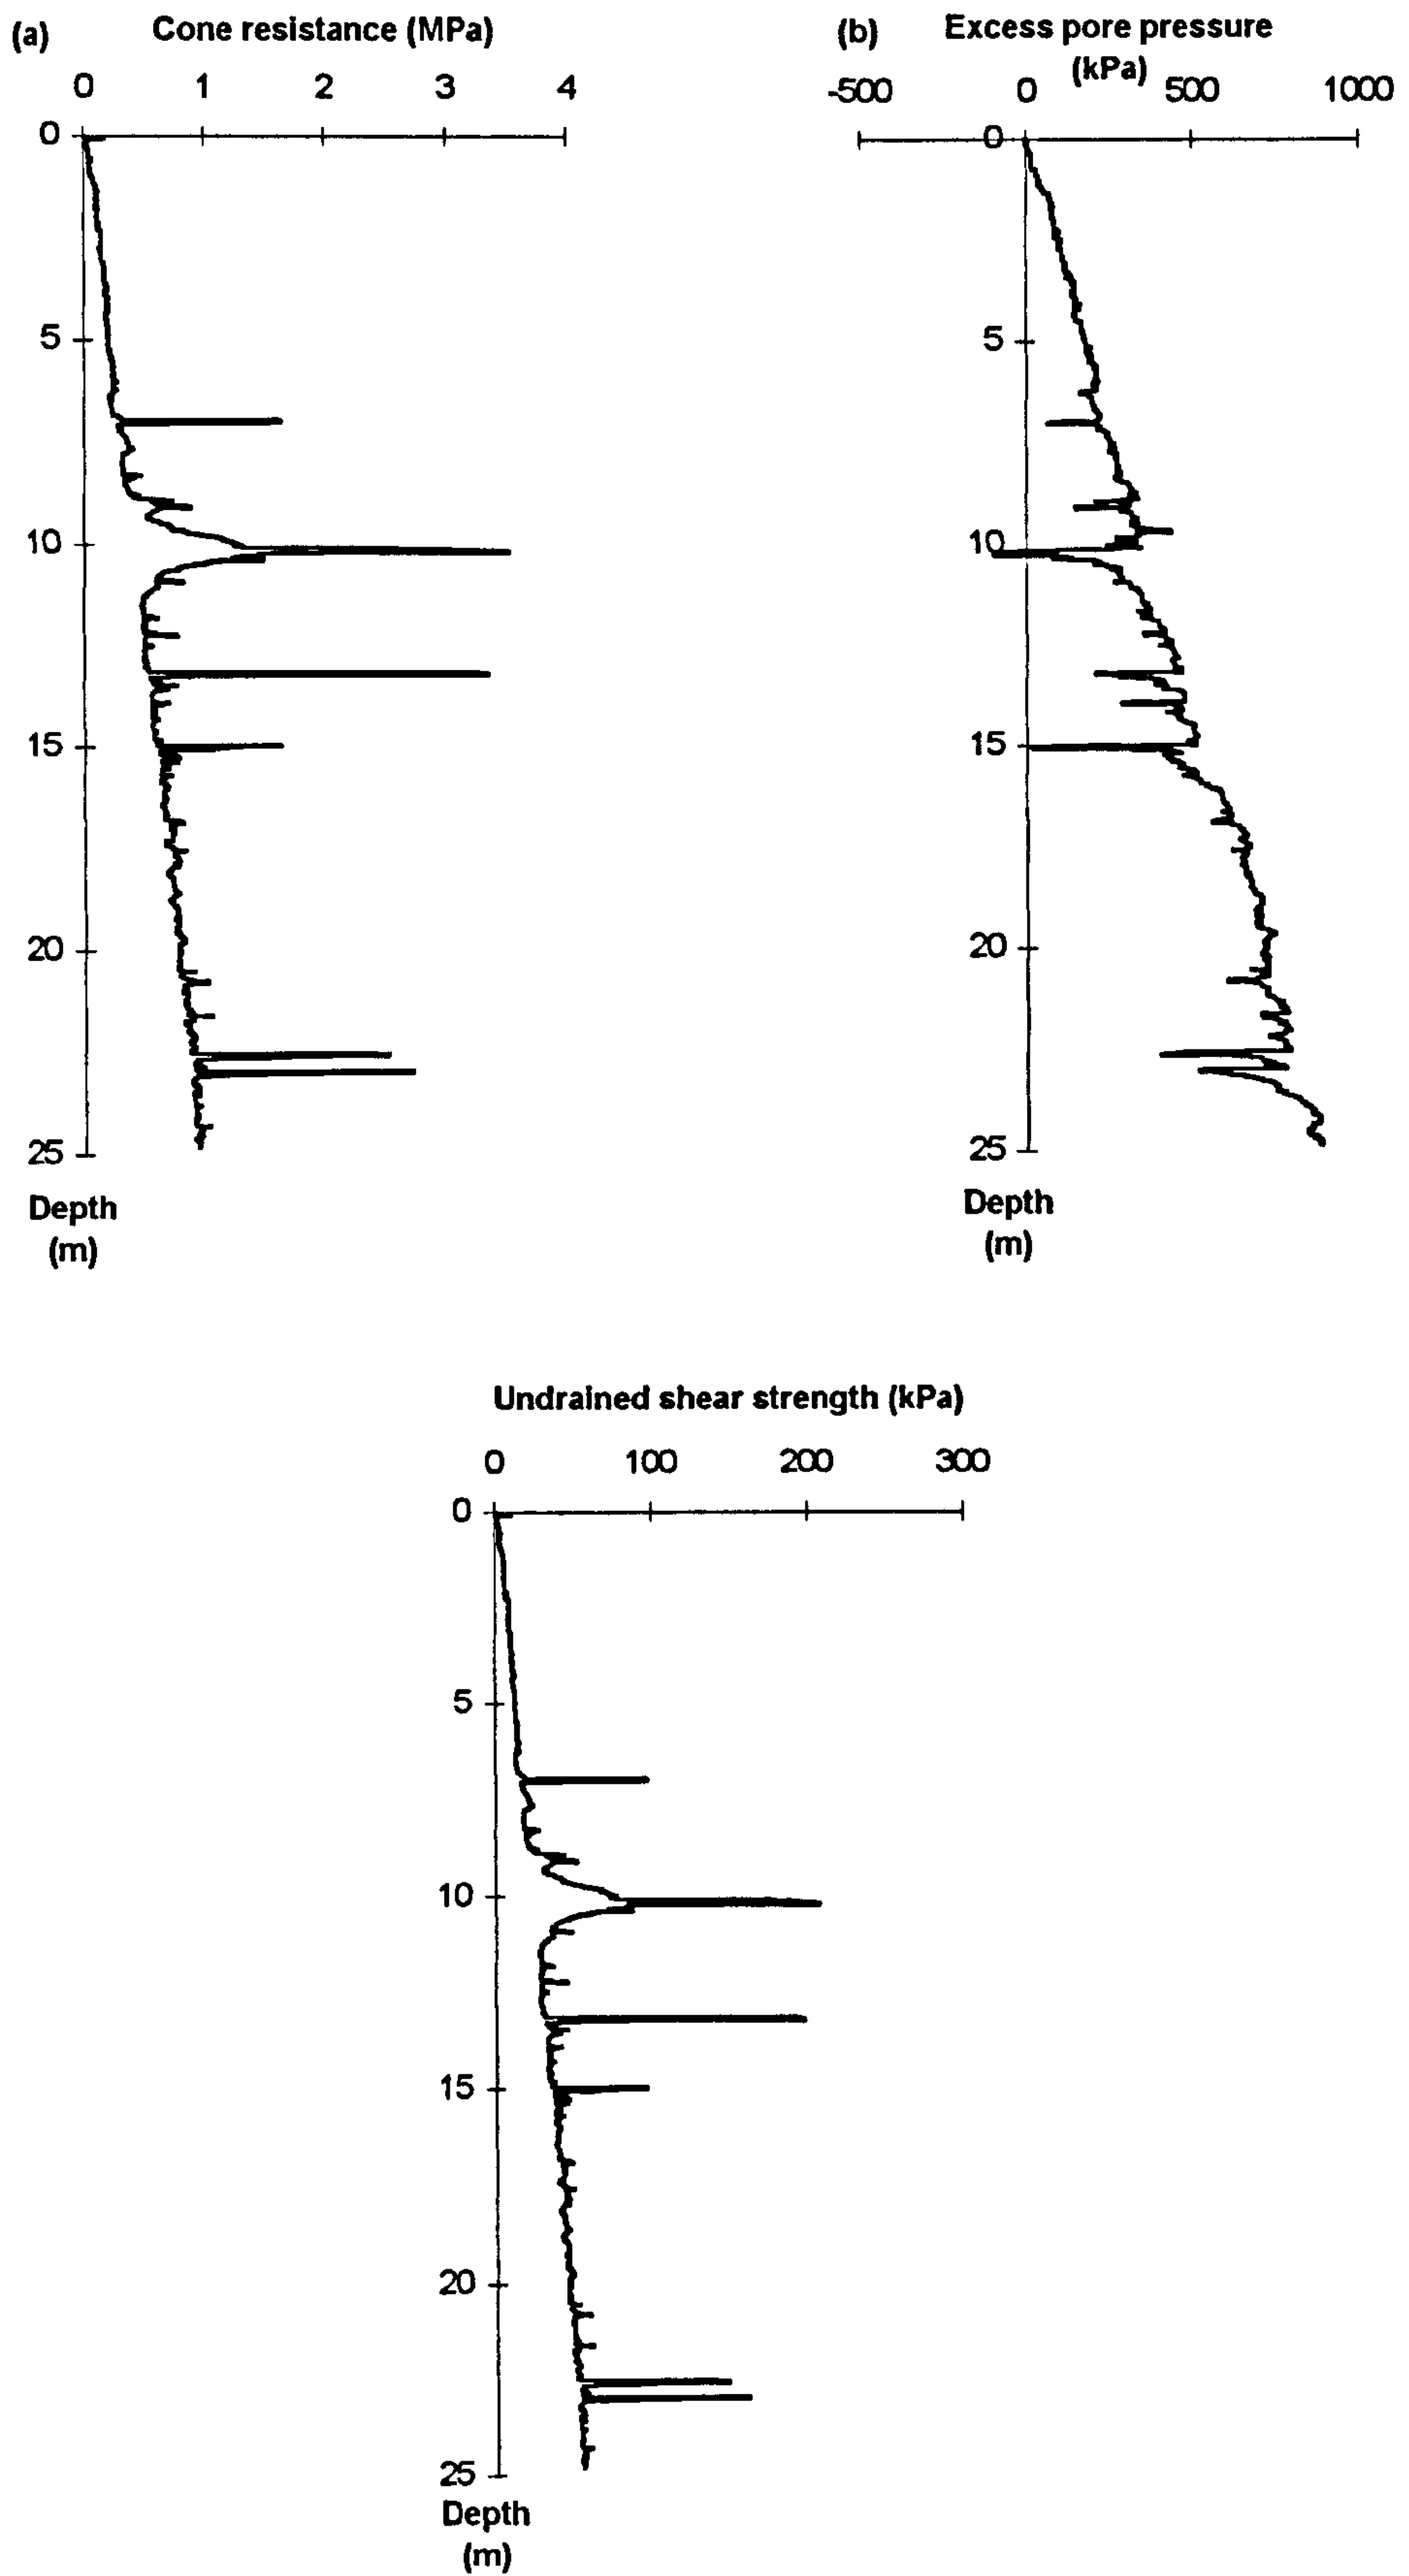 (a) Cone resistance (MPa)
0 1 2 3 4
0
5
10
15
20
25
Depth
(m)
(b) Excess pore pressure
(kPa)
-500 0 500 1000
0
5
10
15
20
25
Depth
(m)
Undrained shear strength (kPa)
0 100 200 300
0
5
10
15
20
25
Depth
(m)